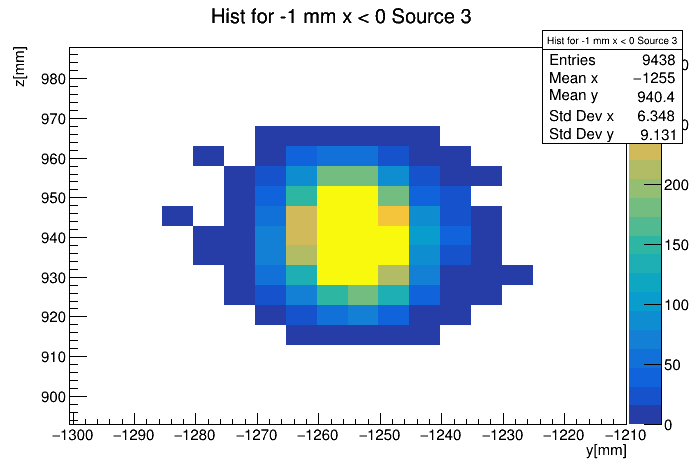 Hist for -1 mm x < 0 Source 3
Hist for -1 mm x < 0 Source 3
Entries 9438
Mean x −1255
Mean y 940.4
Std Dev x 6.348
Std Dev y 9.131
z[mm]
980
970
960
950
940
930
920
910
900
200
150
100
50
0
−1300 −1290 −1280 −1270 −1260 −1250 −1240 −1230 −1220 −1210
y[mm]